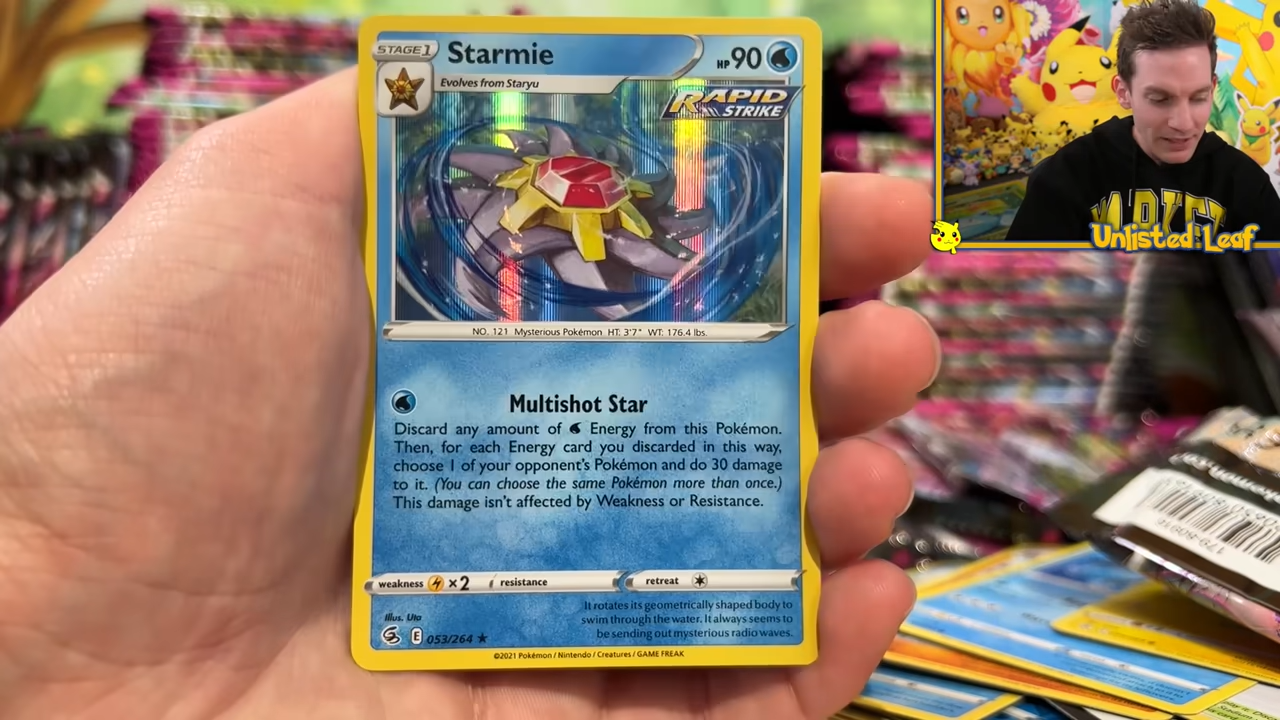 STAGE 1
Starmie
HP 90
Evolves from Staryu
RAPID
STRIKE
NO. 121 Mysterious Pokémon HT: 3'7" WT: 176.4 lbs.
Multishot Star
Discard any amount of Energy from this Pokémon.
Then, for each Energy card you discarded in this way,
choose 1 of your opponent's Pokémon and do 30 damage
to it. (You can choose the same Pokémon more than once.)
This damage isn't affected by Weakness or Resistance.
weakness ×2 resistance retreat
Illus. Uta
E 053/264 ★
It rotates its geometrically shaped body to
swim through the water. It always seems to
be sending out mysterious radio waves.
©2021 Pokémon / Nintendo / Creatures / GAME FREAK
Unlisted Leaf